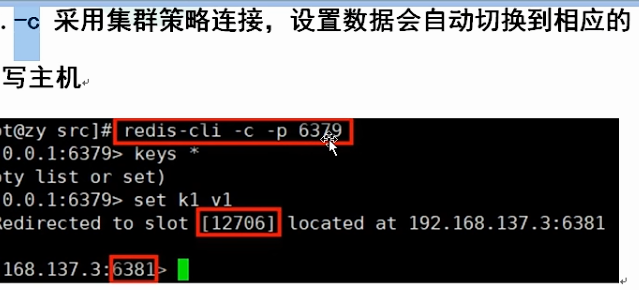 .-c 采用集群策略连接，设置数据会自动切换到相应的
写主机
ot@zy src]# redis-cli -c -p 6379
.0.0.1:6379> keys *
pty list or set)
.0.0.1:6379> set k1 v1
Redirected to slot [12706] located at 192.168.137.3:6381
168.137.3:6381>